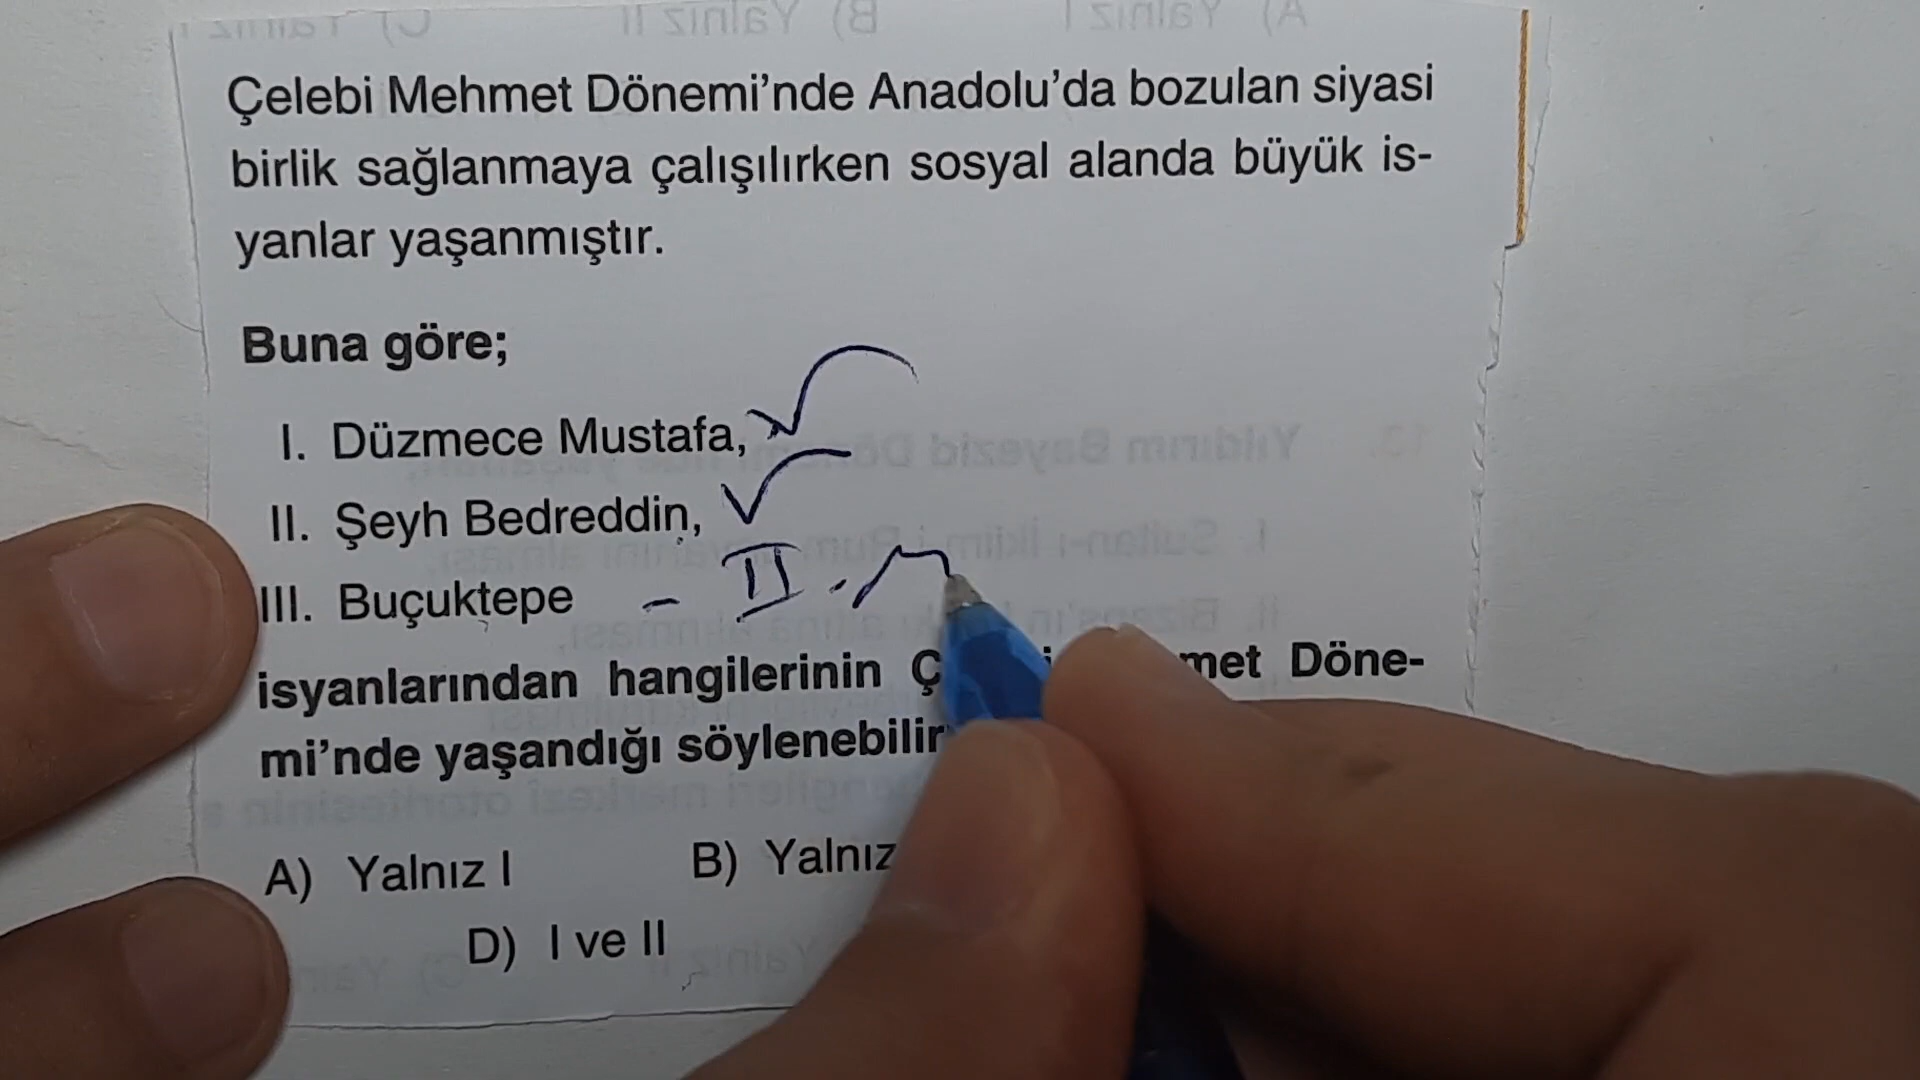 Çelebi Mehmet Dönemi’nde Anadolu’da bozulan siyasi
birlik sağlanmaya çalışılırken sosyal alanda büyük is-
yanlar yaşanmıştır.
Buna göre;
I. Düzmece Mustafa,
II. Şeyh Bedreddin,
III. Buçuktepe - II.
isyanlarından hangilerinin Döne-
mi’nde yaşandığı söylenebilir
A) Yalnız I B) Yalnız
D) I ve II